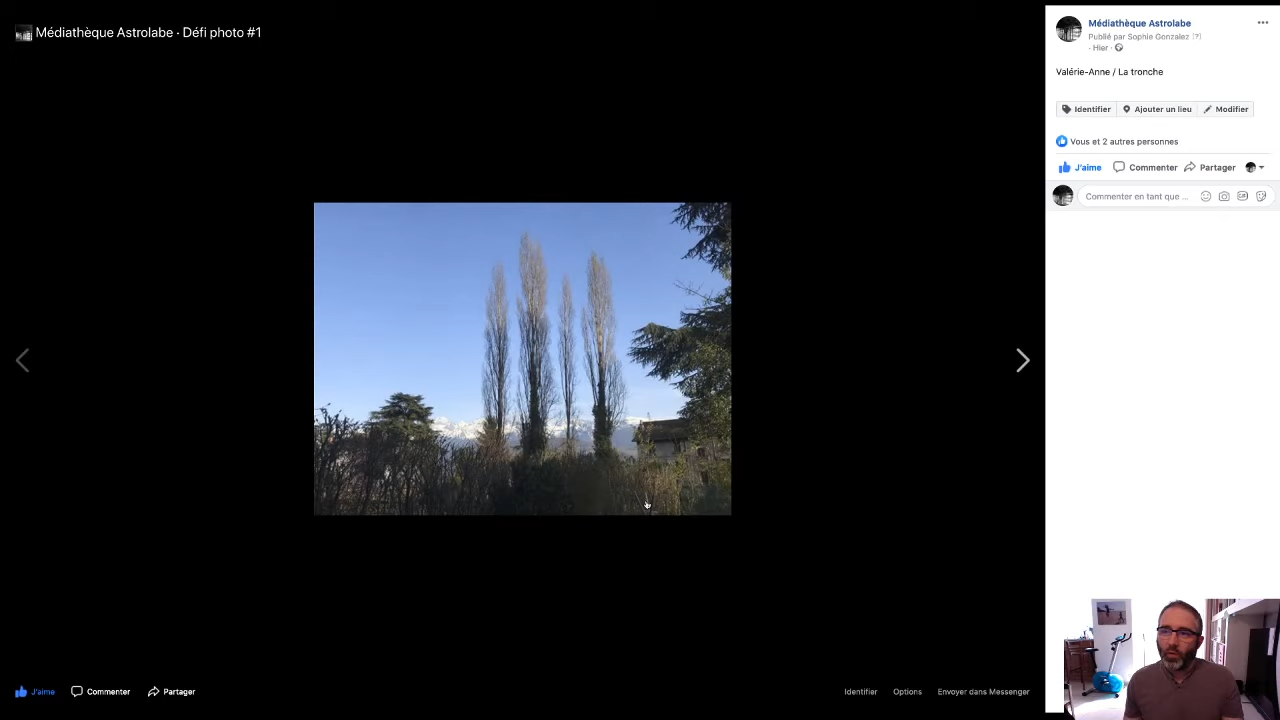 Médiathèque Astrolabe · Défi photo #1
Médiathèque Astrolabe
Publié par Sophie Gonzalez [?]
· Hier ·
Valérie-Anne / La tronche
Identifier
Ajouter un lieu
Modifier
Vous et 2 autres personnes
J'aime
Commenter
Partager
Commenter en tant que ...
GIF
J'aime
Commenter
Partager
Identifier
Options
Envoyer dans Messenger